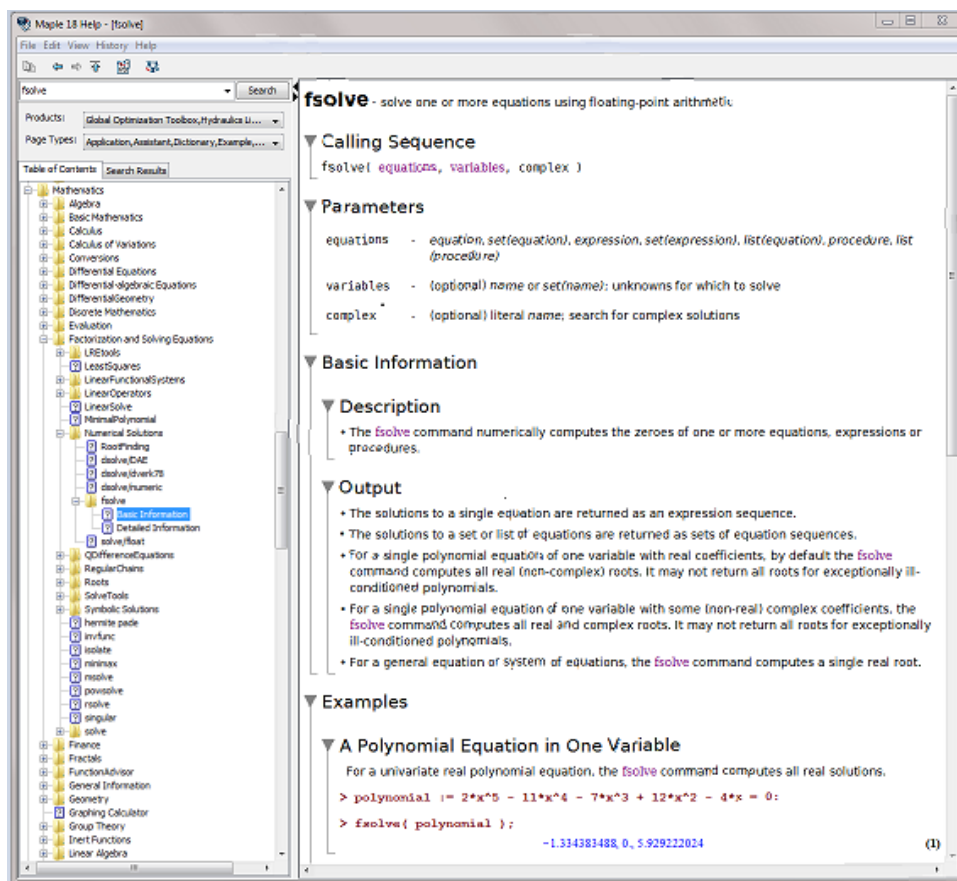 Maple 18 Help - [fsolve]
File Edit View History Help
fsolve
Search
Products: Global Optimization Toolbox,Hydraulics Li...
Page Types: Application,Assistant,Dictionary,Example,...
Table of Contents Search Results
Mathematics
Algebra
Basic Mathematics
Calculus
Calculus of Variations
Conversions
Differential Equations
Differential-algebraic Equations
DifferentialGeometry
Discrete Mathematics
Evaluation
Factorization and Solving Equations
LREtools
LeastSquares
LinearFunctionalSystems
LinearOperators
LinearSolve
MinimalPolynomial
Numerical Solutions
RootFinding
dsolve/DAE
dsolve/dverk78
dsolve/numeric
fsolve
Basic Information
Detailed Information
solve/float
QDifferenceEquations
RegularChains
Roots
SolveTools
Symbolic Solutions
hermite pade
invfunc
isolate
minimax
msolve
powsolve
rsolve
singular
solve
Finance
Fractals
FunctionAdvisor
General Information
Geometry
Graphing Calculator
Group Theory
Inert Functions
Linear Algebra
fsolve - solve one or more equations using floating-point arithmetic
Calling Sequence
fsolve( equations, variables, complex )
Parameters
equations - equation, set(equation), expression, set(expression), list(equation), procedure, list
(procedure)
variables - (optional) name or set(name); unknowns for which to solve
complex - (optional) literal name; search for complex solutions
Basic Information
Description
• The fsolve command numerically computes the zeroes of one or more equations, expressions or
procedures.
Output
• The solutions to a single equation are returned as an expression sequence.
• The solutions to a set or list of equations are returned as sets of equation sequences.
• For a single polynomial equation of one variable with real coefficients, by default the fsolve
command computes all real (non-complex) roots. It may not return all roots for exceptionally ill-
conditioned polynomials.
• For a single polynomial equation of one variable with some (non-real) complex coefficients, the
fsolve command computes all real and complex roots. It may not return all roots for exceptionally
ill-conditioned polynomials.
• For a general equation or system of equations, the fsolve command computes a single real root.
Examples
A Polynomial Equation in One Variable
For a univariate real polynomial equation, the fsolve command computes all real solutions.
> polynomial := 2*x^5 - 11*x^4 - 7*x^3 + 12*x^2 - 4*x = 0:
> fsolve( polynomial );
-1.334383488, 0., 5.929222024 (1)